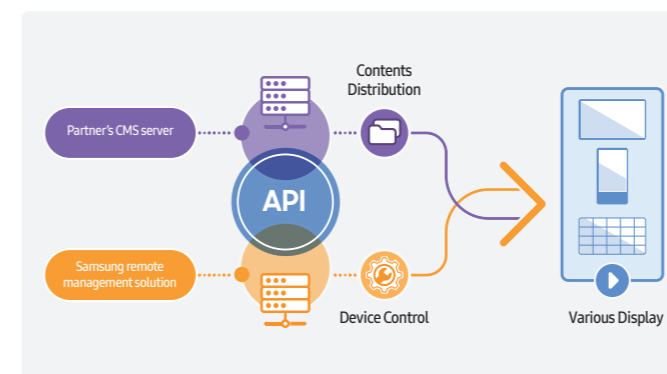 Contents
Distribution
Partner's CMS server
API
Samsung remote
management solution
Device Control
Various Display